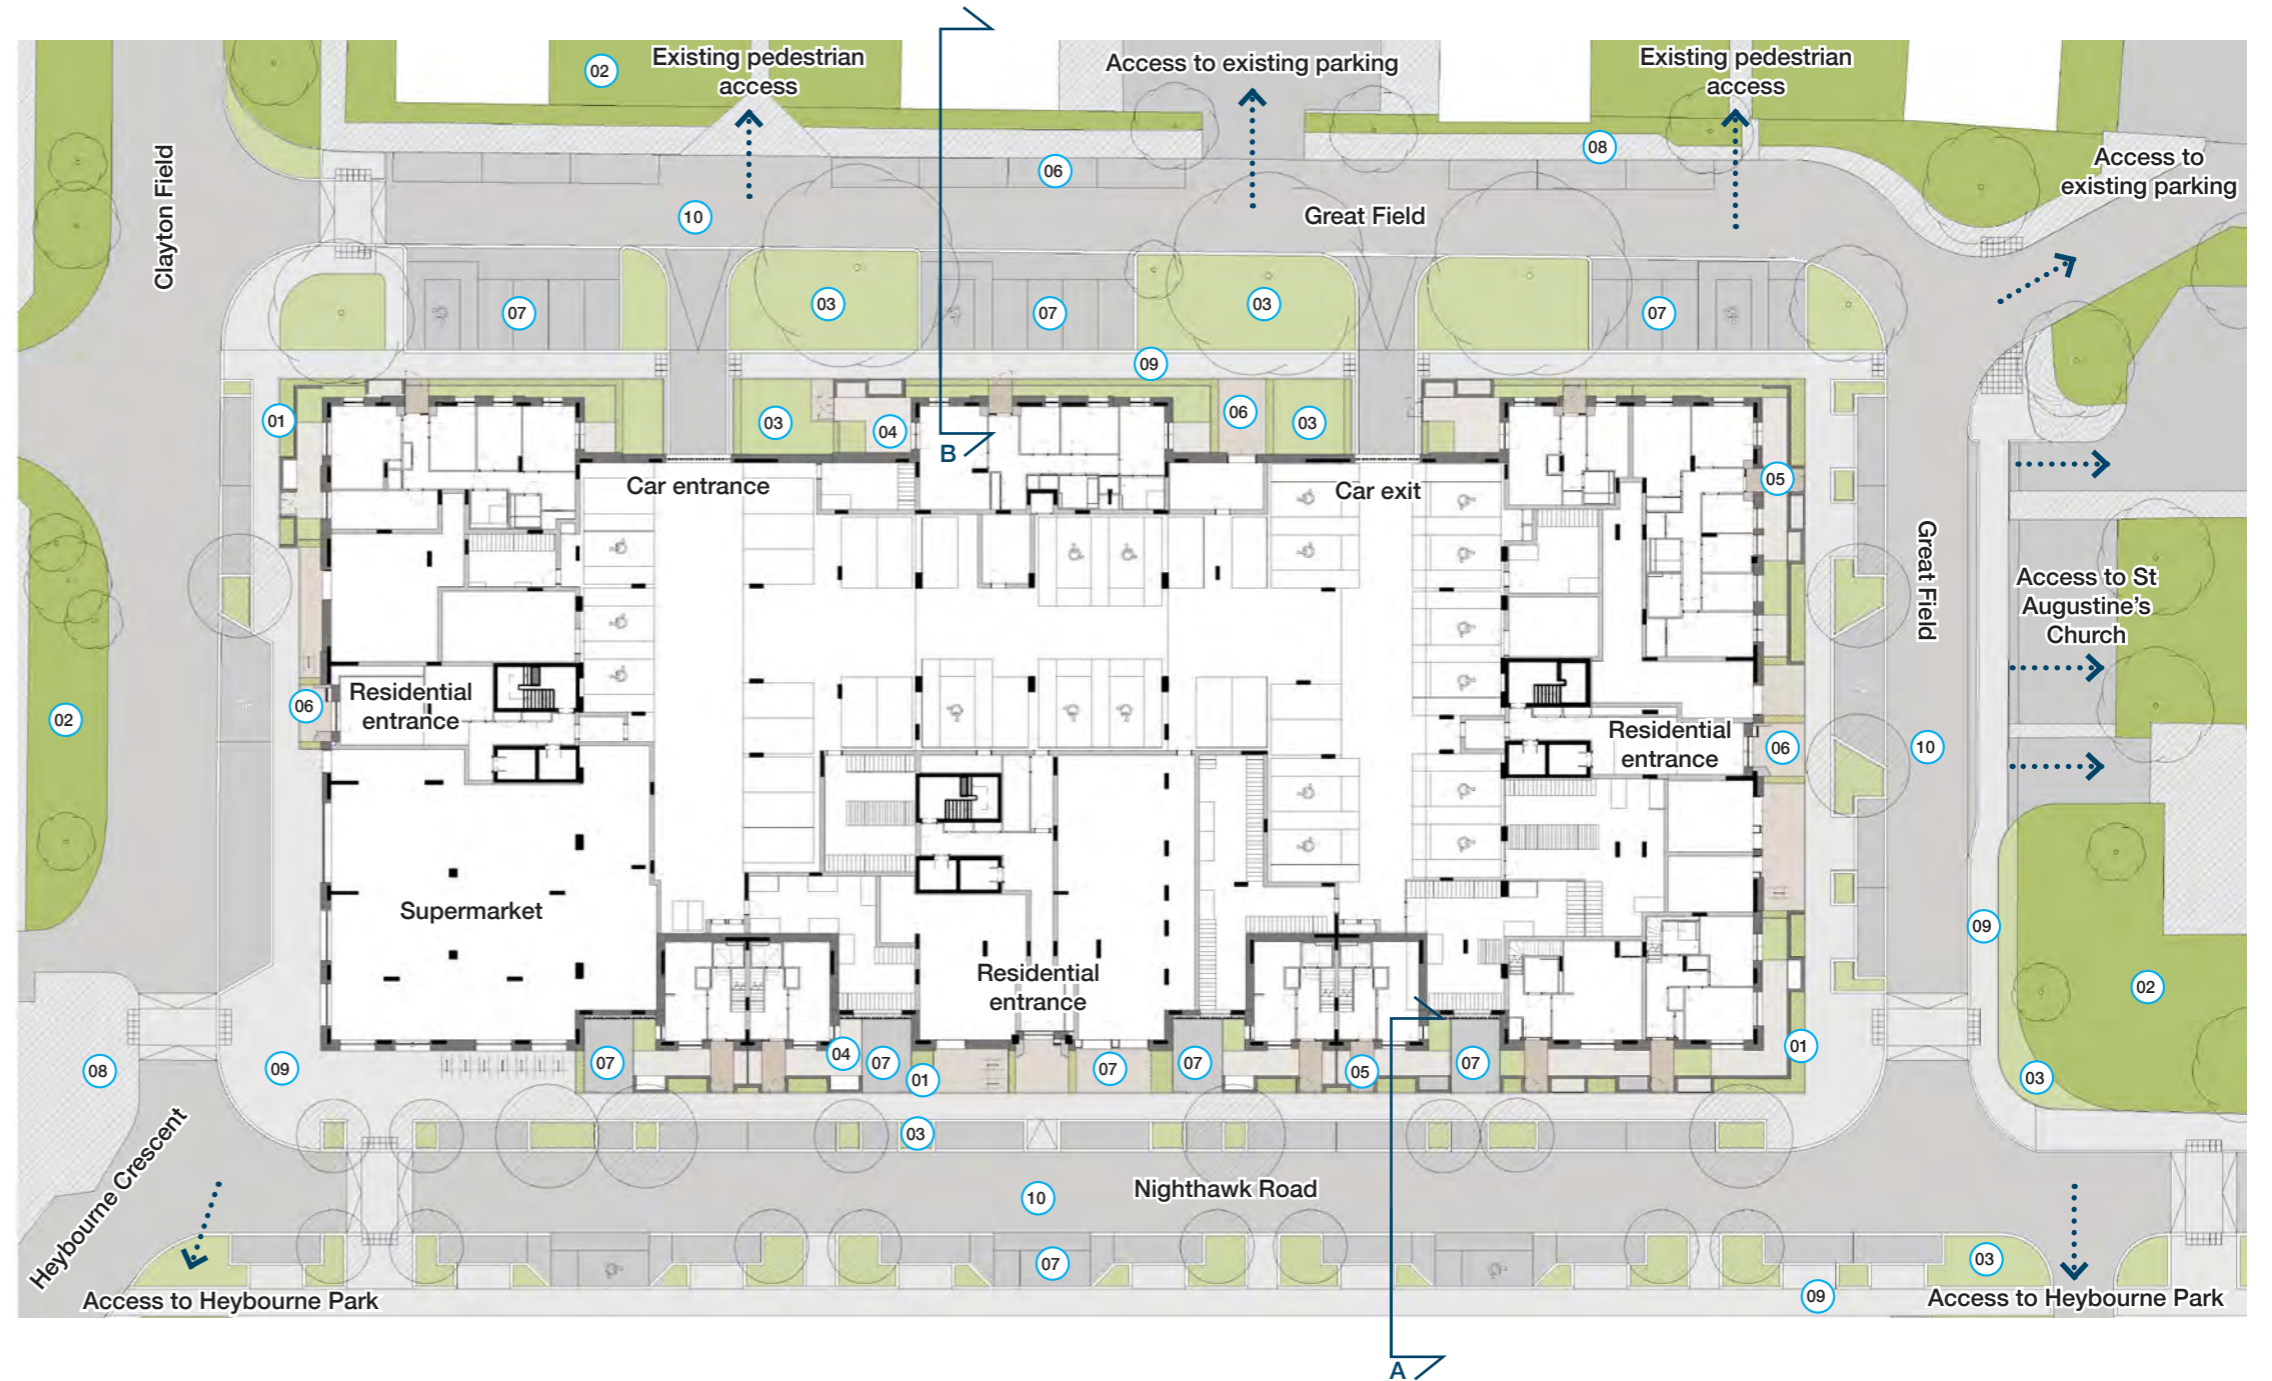 02
Existing pedestrian
access
Access to existing parking
Existing pedestrian
access
08
Access to
existing parking
06
Clayton Field
10
Great Field
07
03
07
03
07
09
01
03
04
B
06
03
05
Car entrance
Car exit
Great Field
Access to St
Augustine's
Church
02
06
Residential
entrance
Residential
entrance
06
10
Supermarket
Residential
entrance
09
02
08
09
07
04
07
01
07
07
05
07
01
03
03
Heybourne Crescent
10
Nighthawk Road
07
03
09
Access to Heybourne Park
Access to Heybourne Park
A